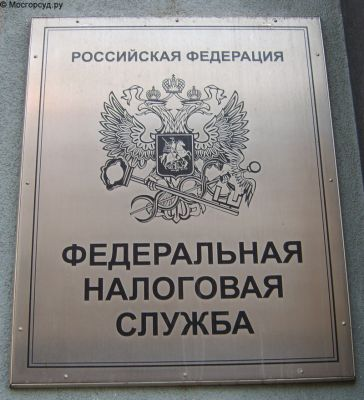 © Мосгорсуд.ру
РОССИЙСКАЯ ФЕДЕРАЦИЯ
ФЕДЕРАЛЬНАЯ
НАЛОГОВАЯ
СЛУЖБА